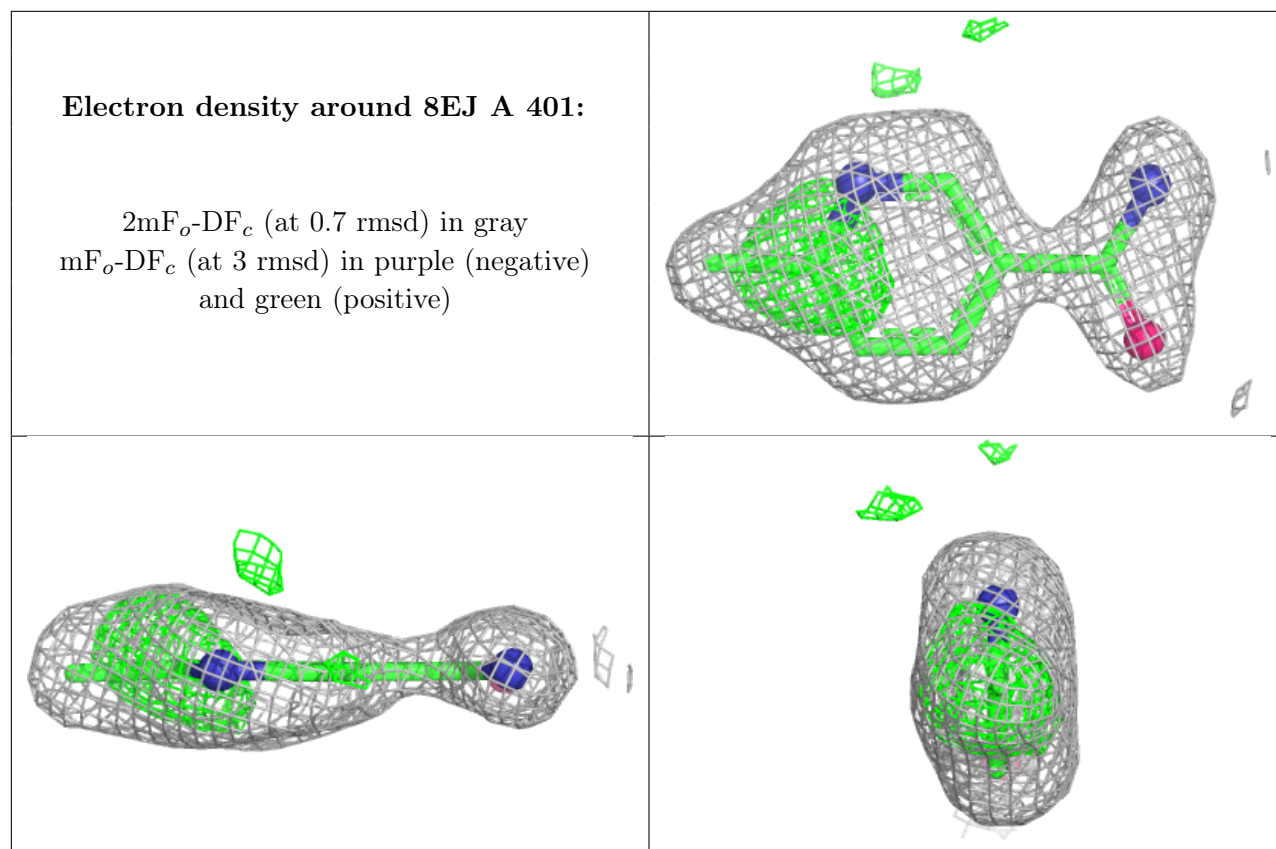 Electron density around 8EJ A 401:
2mFo-DFc (at 0.7 rmsd) in gray
mFo-DFc (at 3 rmsd) in purple (negative)
and green (positive)